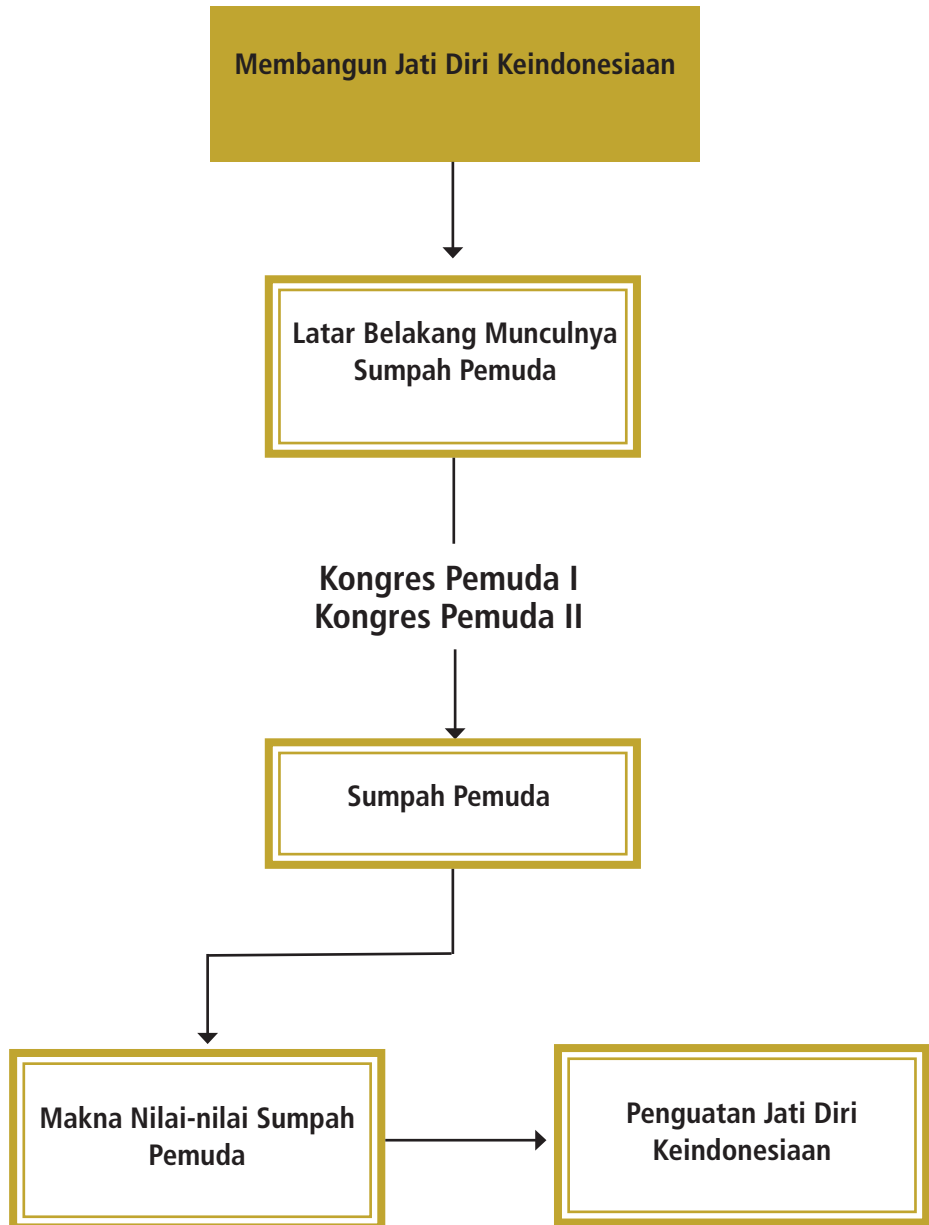 Membangun Jati Diri Keindonesiaan
Latar Belakang Munculnya
Sumpah Pemuda
Kongres Pemuda I
Kongres Pemuda II
Sumpah Pemuda
Makna Nilai-nilai Sumpah
Pemuda
Penguatan Jati Diri
Keindonesiaan